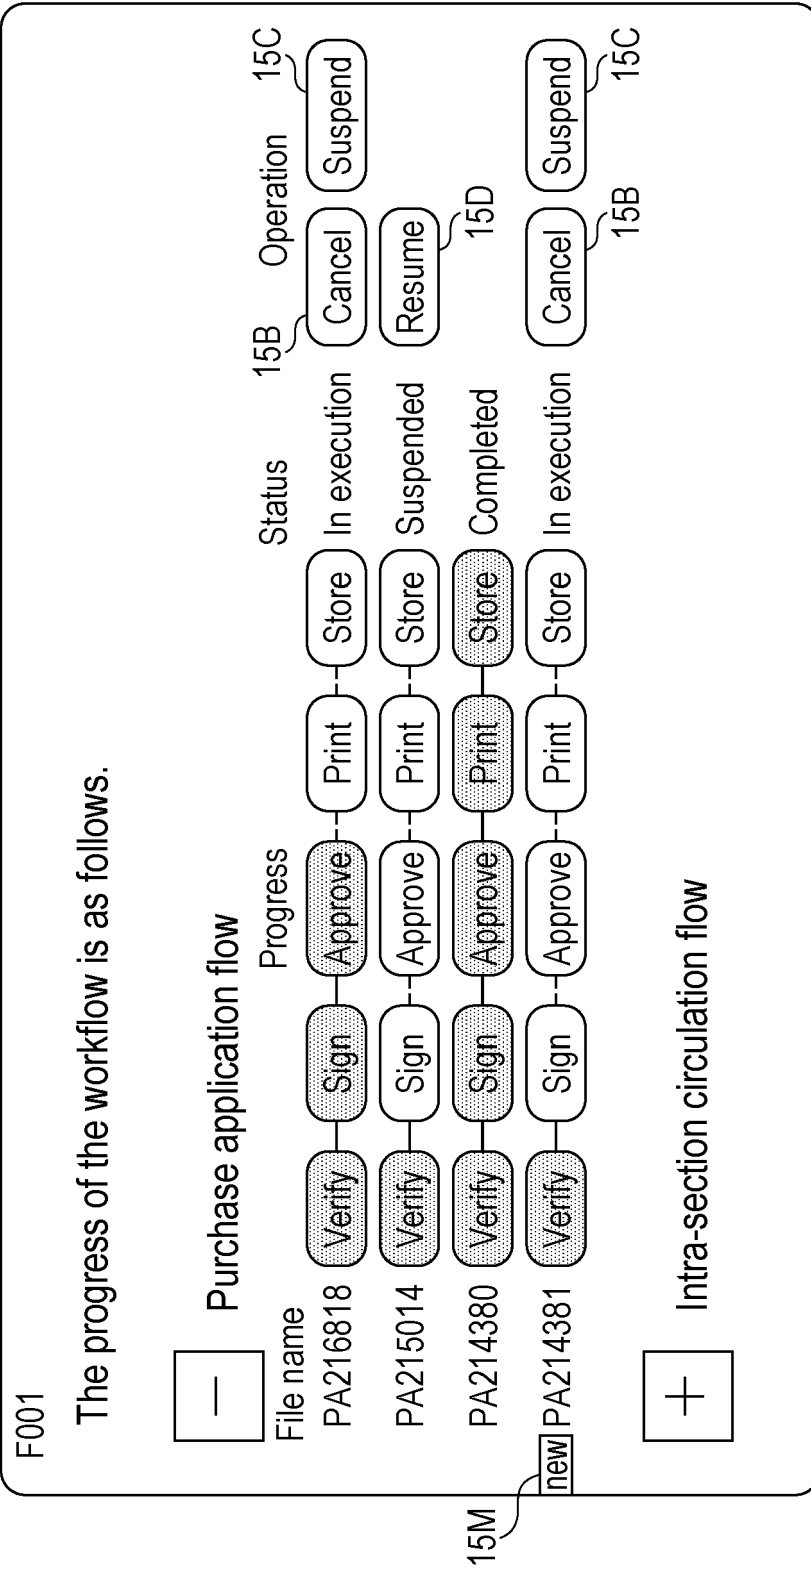 F001
The progress of the workflow is as follows.
− Purchase application flow
File name Progress Status Operation
15B 15C
PA216818 Verify Sign Approve Print Store In execution Cancel Suspend
PA215014 Verify Sign Approve Print Store Suspended Resume
15D
15M
PA214380 Verify Sign Approve Print Store Completed
new PA214381 Verify Sign Approve Print Store In execution Cancel Suspend
15B 15C
+ Intra-section circulation flow